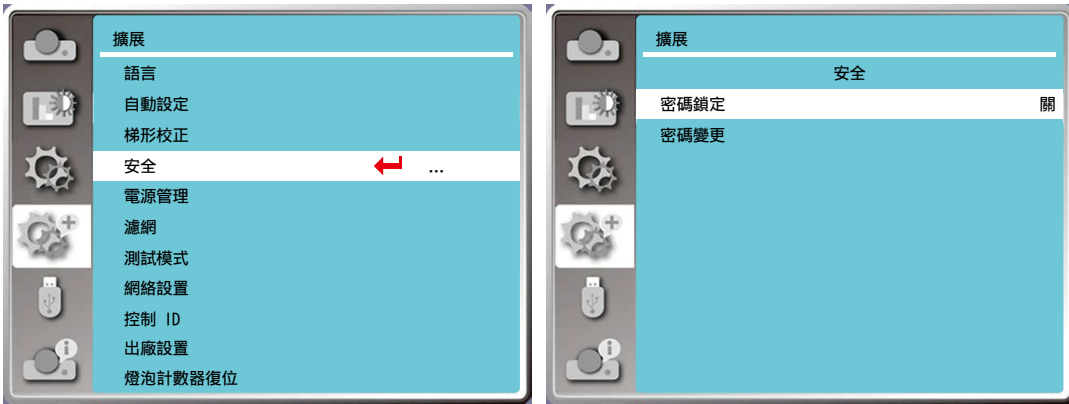 擴展
語言
自動設定
梯形校正
安全 ...
電源管理
濾網
測試模式
網絡設置
控制 ID
出廠設置
燈泡計數器復位
擴展
安全
密碼鎖定 關
密碼變更